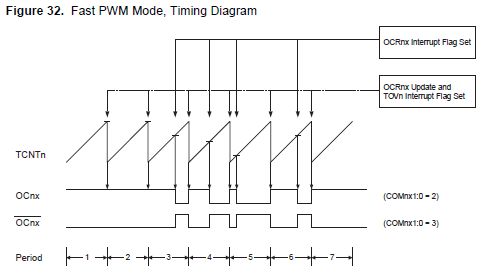 Figure 32. Fast PWM Mode, Timing Diagram
OCRnx Interrupt Flag Set
OCRnx Update and
TOVn Interrupt Flag Set
TCNTn
OCnx
(COMnx1:0 = 2)
OCnx
(COMnx1:0 = 3)
Period 1 2 3 4 5 6 7